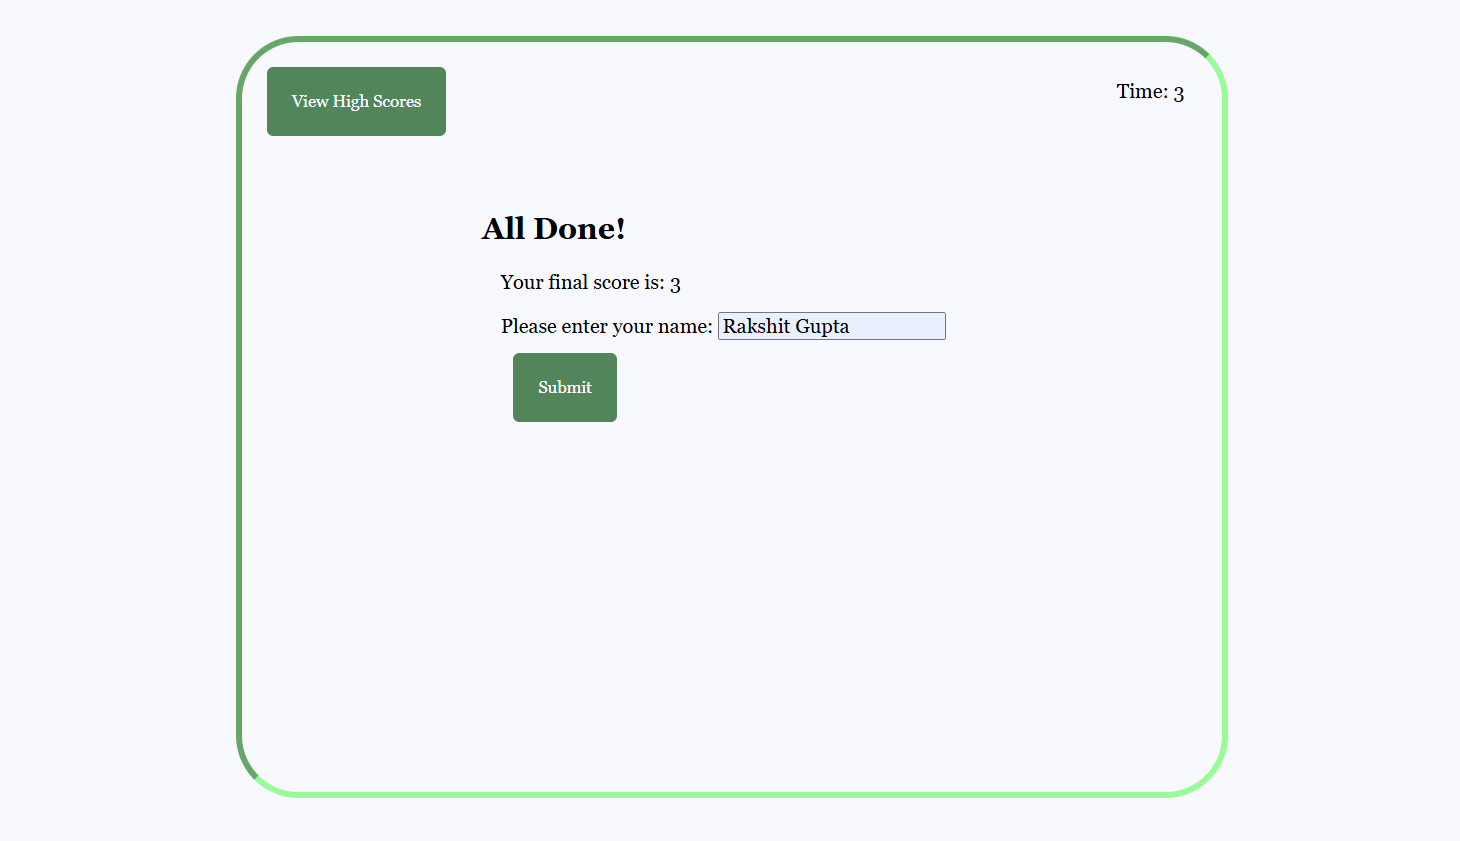 View High Scores
Time: 3
All Done!
Your final score is: 3
Please enter your name: Rakshit Gupta
Submit